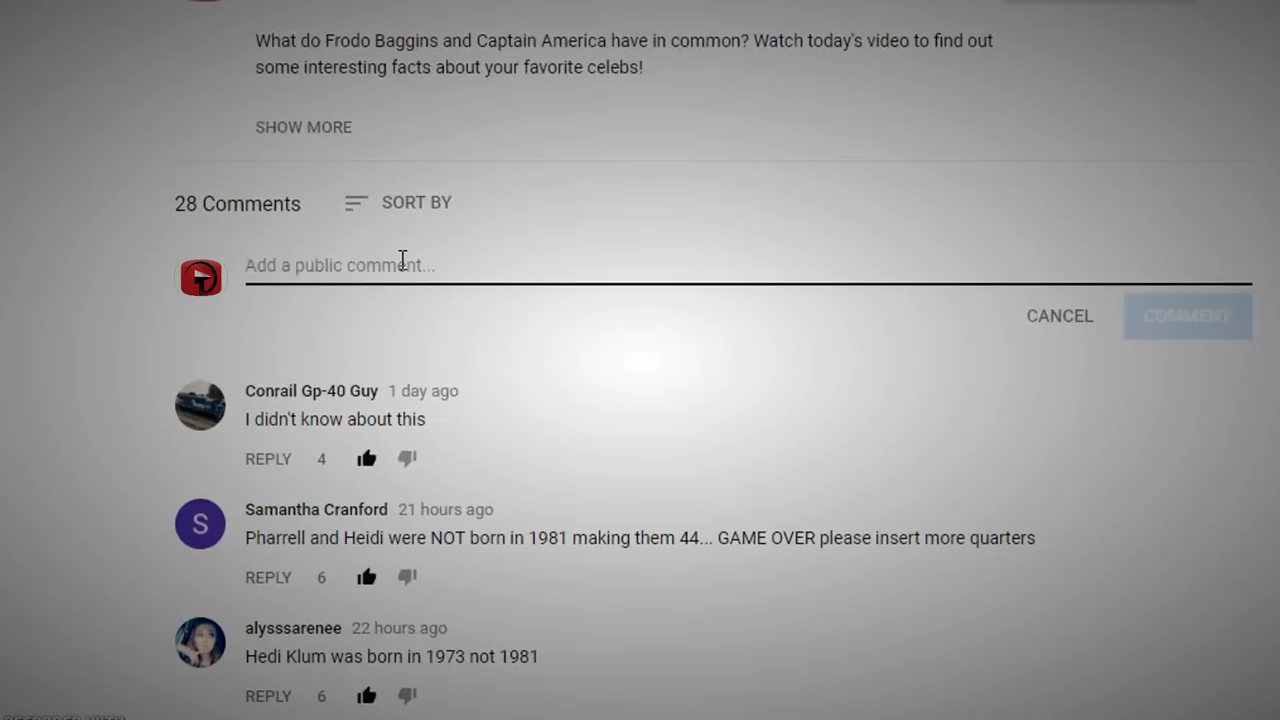 What do Frodo Baggins and Captain America have in common? Watch today's video to find out
some interesting facts about your favorite celebs!
SHOW MORE
28 Comments
SORT BY
Add a public comment...
CANCEL
COMMENT
Conrail Gp-40 Guy 1 day ago
I didn't know about this
REPLY 4
Samantha Cranford 21 hours ago
S
Pharrell and Heidi were NOT born in 1981 making them 44... GAME OVER please insert more quarters
REPLY 6
alysssarenee 22 hours ago
Hedi Klum was born in 1973 not 1981
REPLY 6
RECORDED WITH